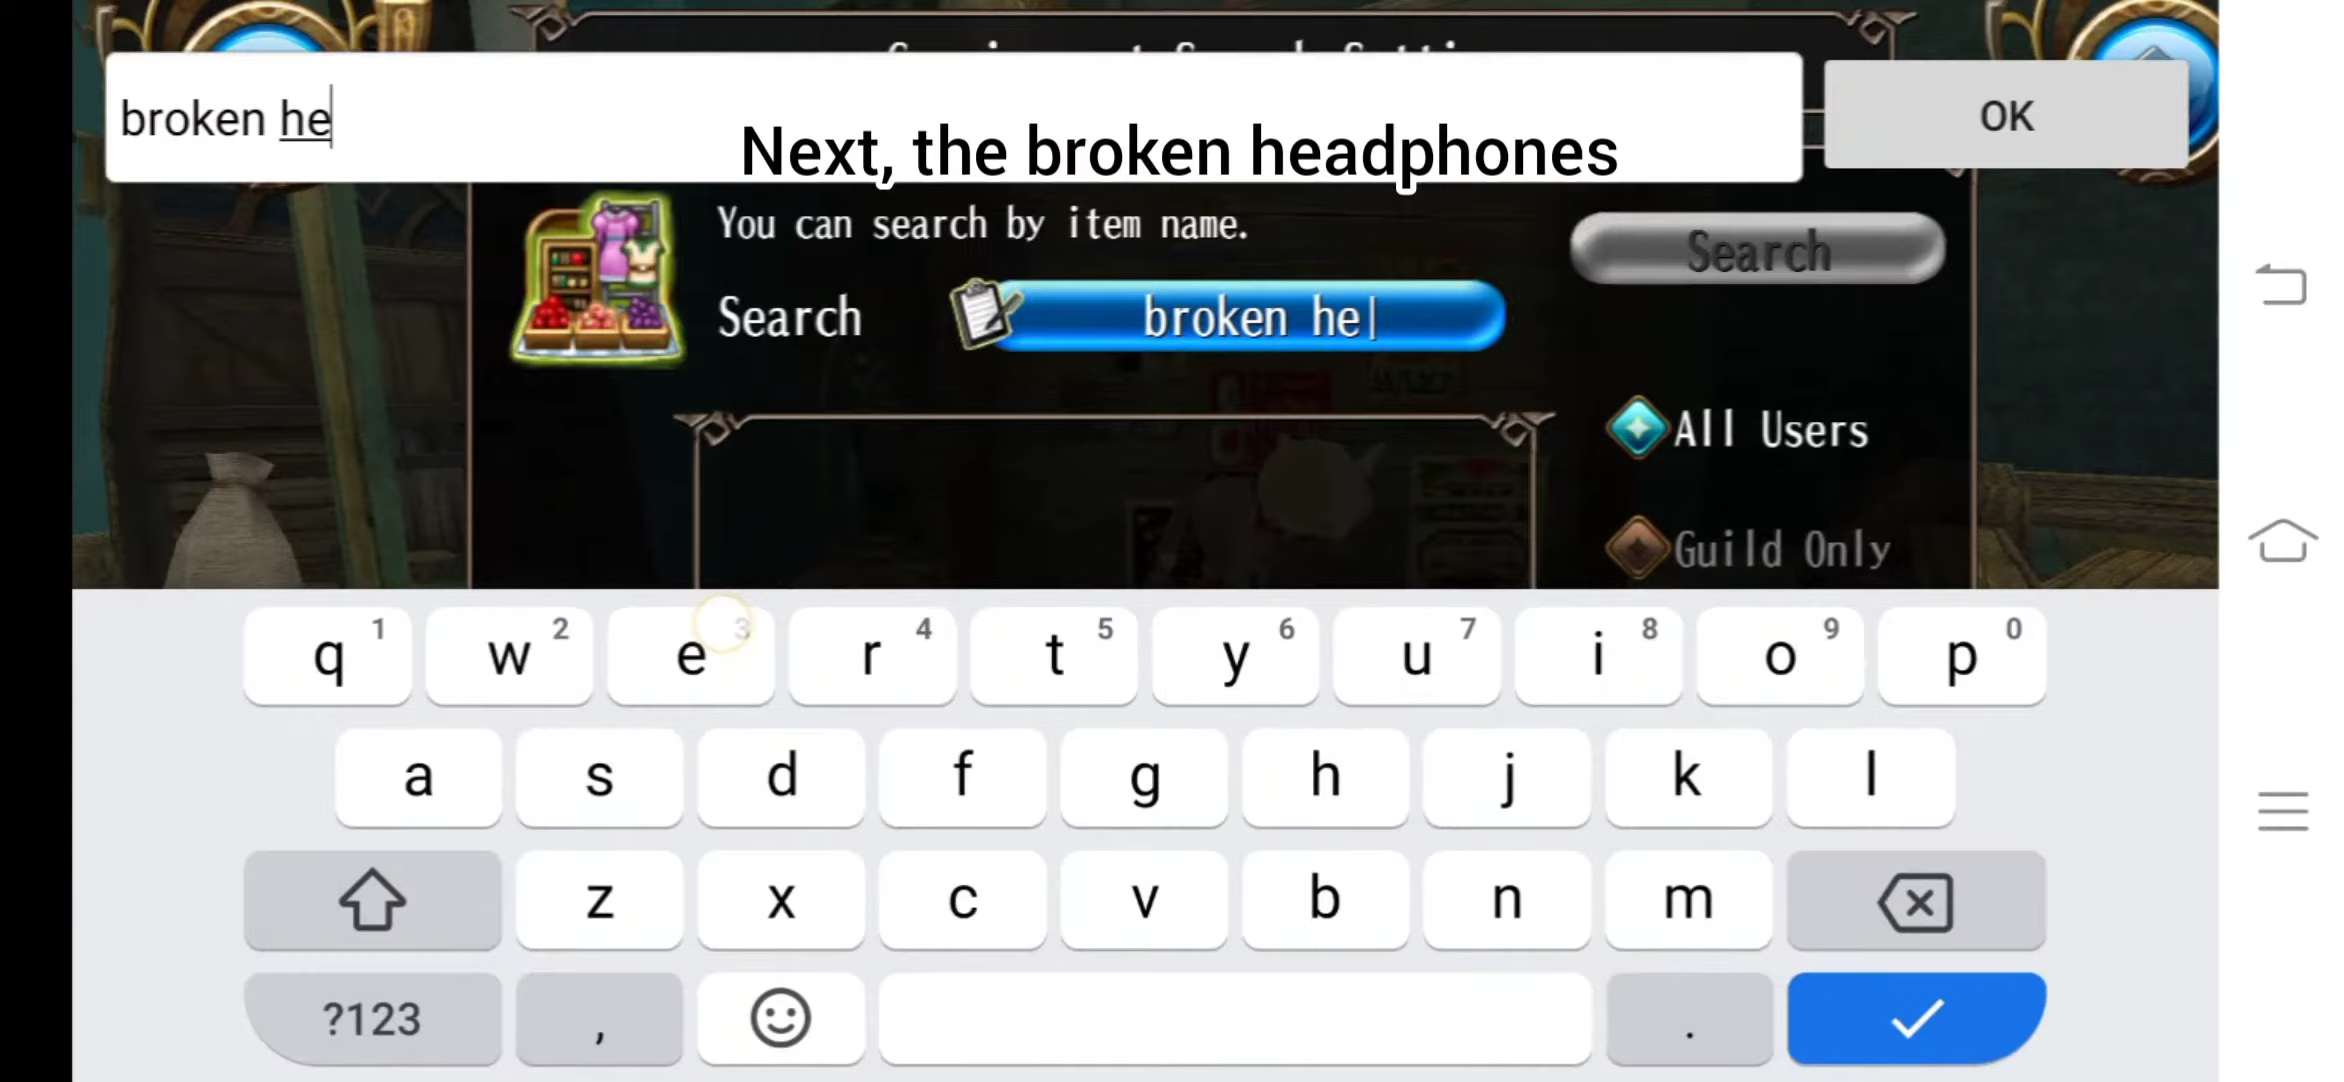 broken he
OK
Next, the broken headphones
You can search by item name.
Search
Search broken he
All Users
Guild Only
q 1 w 2 e 3 r 4 t 5 y 6 u 7 i 8 o 9 p 0
a s d f g h j k l
z x c v b n m
?123 , .